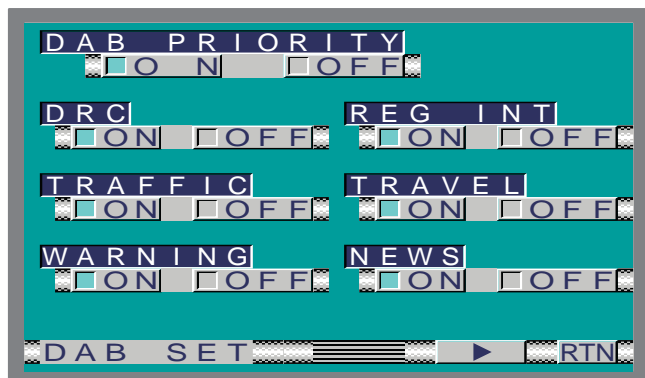 DAB PRIORITY
ON OFF
DRC REG INT
ON OFF ON OFF
TRAFFIC TRAVEL
ON OFF ON OFF
WARNING NEWS
ON OFF ON OFF
DAB SET ► RTN